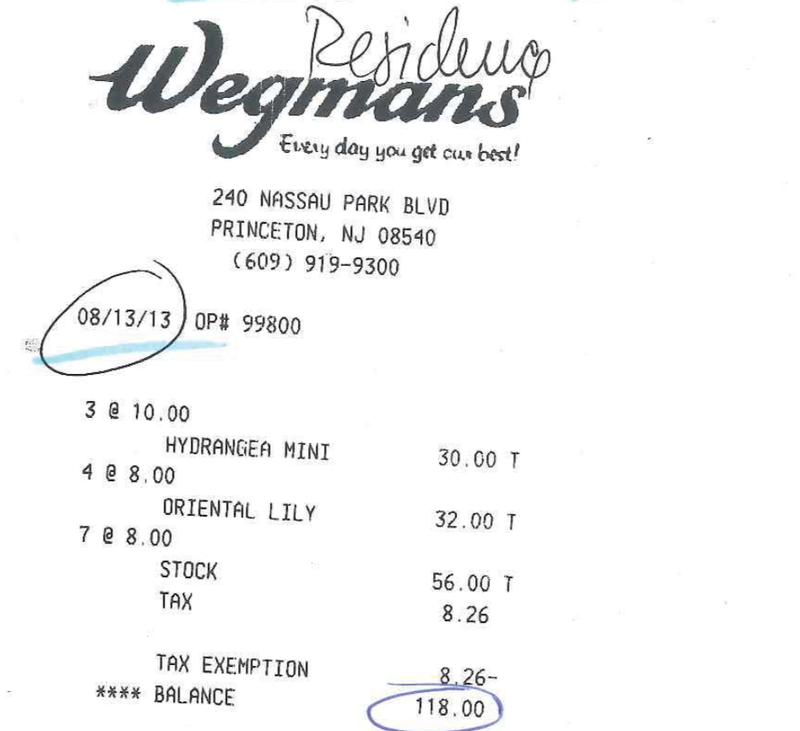 Residence
Wegmans
Every day you get our best!
240 NASSAU PARK BLVD
PRINCETON, NJ 08540
(609) 919-9300
08/13/13 OP# 99800
3 @ 10.00
HYDRANGEA MINI 30.00 T
4 @ 8.00
ORIENTAL LILY 32.00 T
7 @ 8.00
STOCK 56.00 T
TAX 8.26
TAX EXEMPTION 8.26-
**** BALANCE 118.00